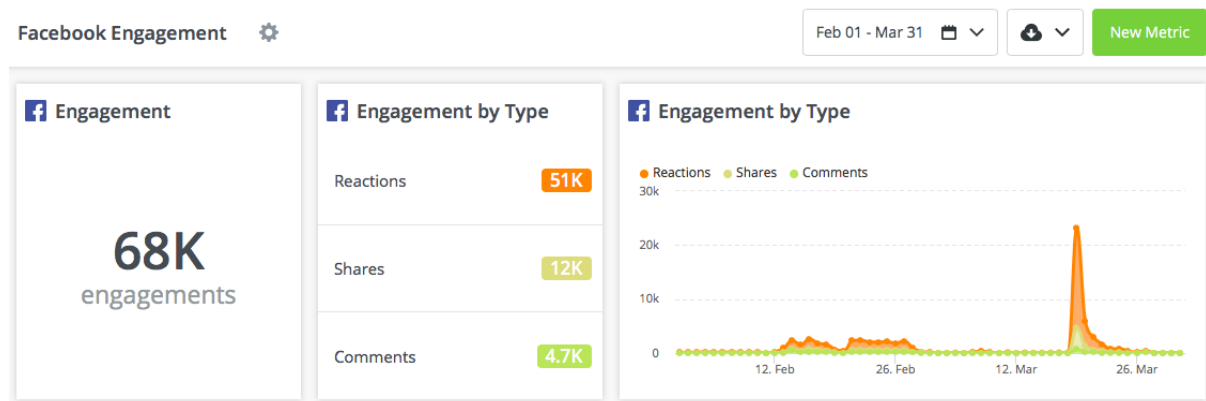 Facebook Engagement
Feb 01 - Mar 31
New Metric
Engagement
68K
engagements
Engagement by Type
Reactions 51K
Shares 12K
Comments 4.7K
Engagement by Type
Reactions Shares Comments
30k
20k
10k
0
12. Feb 26. Feb 12. Mar 26. Mar